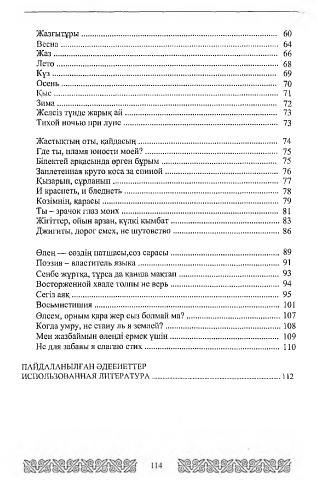 Жазғытұры 60
Весна 64
Жаз 66
Лето 68
Күз 69
Осень 70
Қыс 71
Зима 72
Желсіз түнде жарық ай 73
Тихой ночью при луне 73
Жастықтың оты, қайдасың 74
Где ты, пламя юности моей? 75
Білектей арқасында өрген бұрым 75
Заплетенная круто коса за спиной 76
Қызарып, сұрланып 77
И краснеть, и бледнеть 78
Көзімнің, қарасы 79
Ты – зрачок глаз моих 81
Жігіттер, ойын арзан, күлкі қымбат 83
Джигиты, дорог смех, не шутовство 86
Өлең — сөздің патшасы,сөз сарасы 89
Поэзия – властитель языка 91
Сенбе жұртқа, тұрса да қанша мақтап 93
Восторженной хвале толпы не верь 94
Сегіз аяқ 95
Восьмистишия 101
Өлсем, орным қара жер сыз болмай ма? 107
Когда умру, не стану ль я землей? 108
Мен жазбаймын өлеңді ермек үшін 109
Не для забавы я слагаю стих 110
ПАЙДАЛАНЫЛҒАН ӘДЕБИЕТТЕР
ИСПОЛЬЗОВАННАЯ ЛИТЕРАТУРА 112
114